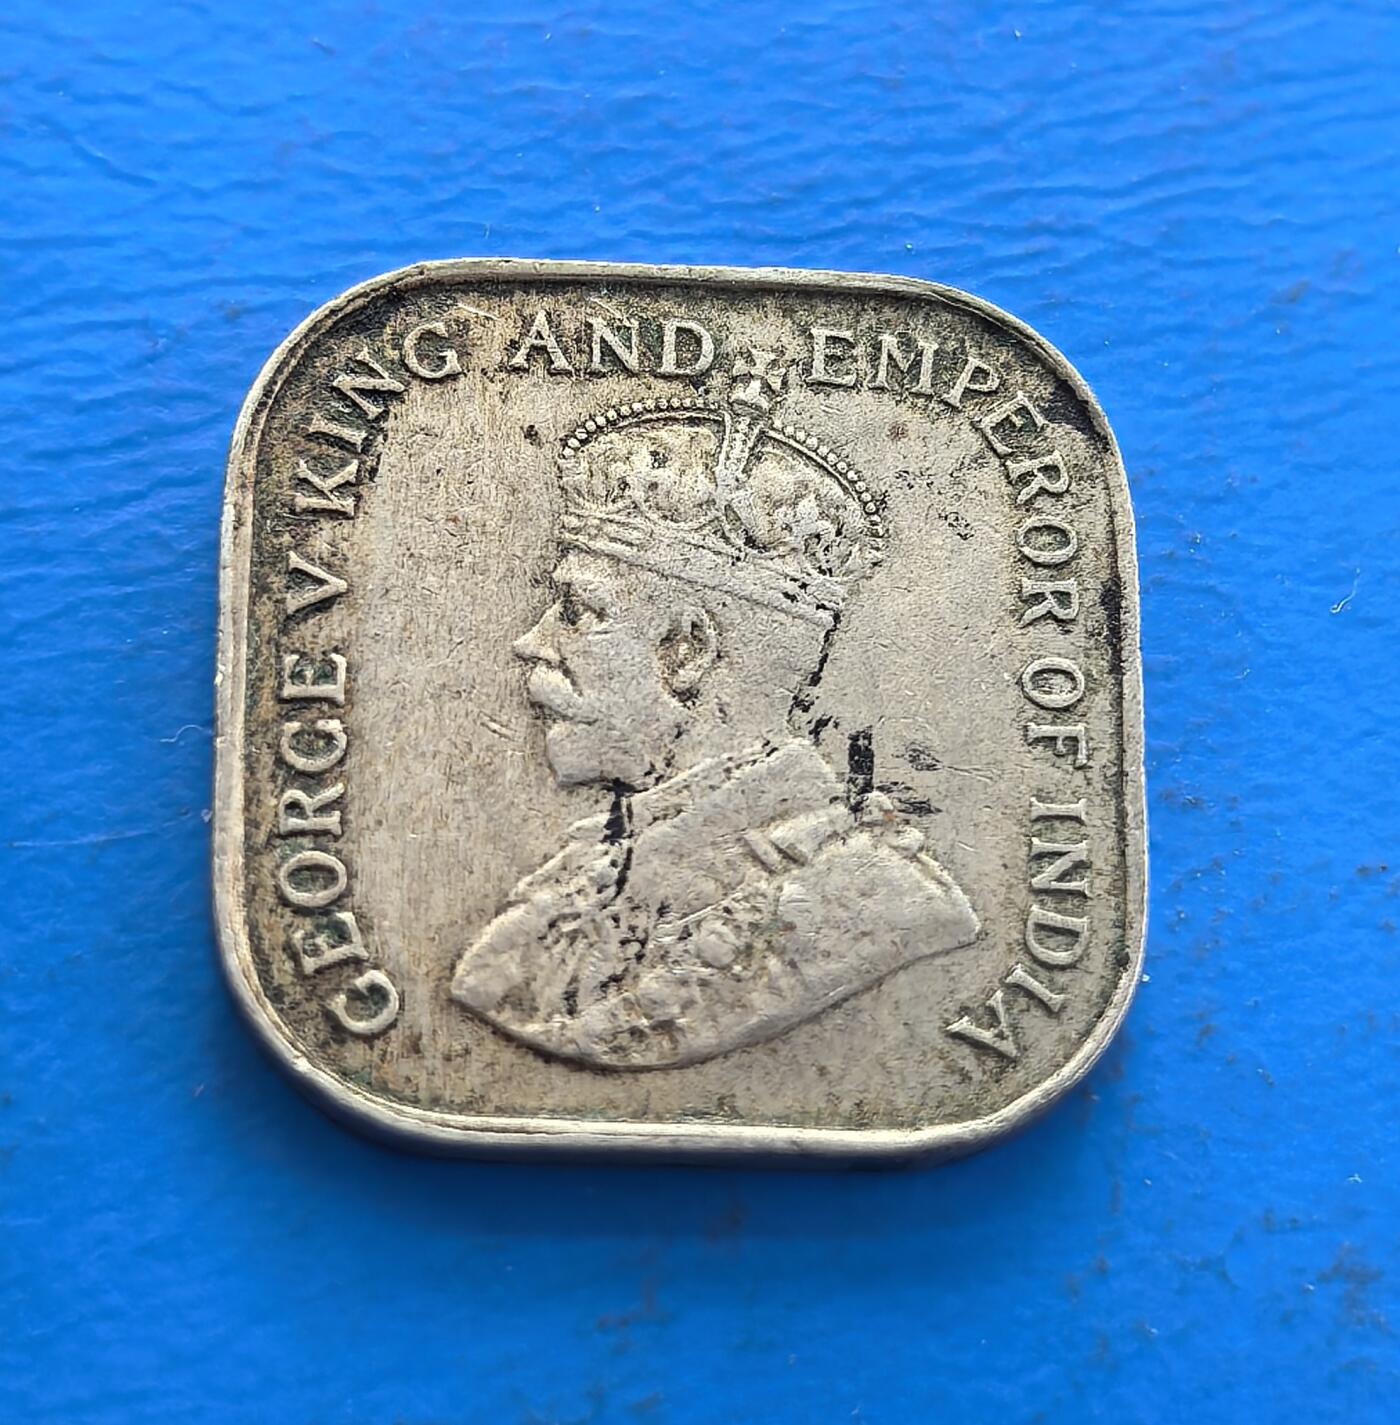 GEORGE V KING AND EMPEROR OF INDIA